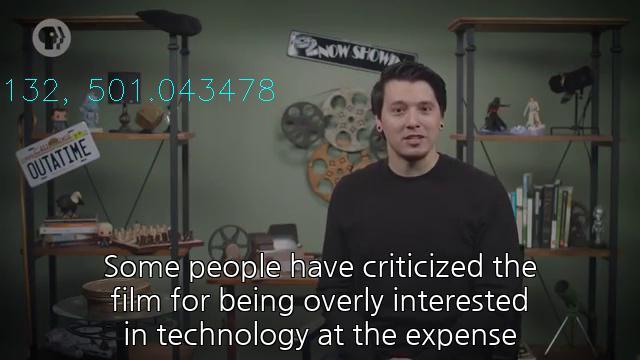 NOW SHOWING
132, 501.043478
OUTATIME
Some people have criticized the
film for being overly interested
in technology at the expense